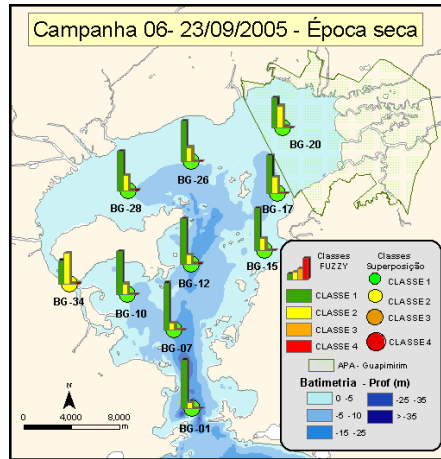 Campanha 06- 23/09/2005 - Época seca
BG-20
BG-26
BG-28
BG-17
BG-15
BG-12
BG-34
BG-10
BG-07
BG-01
N
0 4,000 8,000
m
Classes
FUZZY
CLASSE 1
CLASSE 2
CLASSE 3
CLASSE 4
Classes
Superposição
CLASSE 1
CLASSE 2
CLASSE 3
CLASSE 4
APA - Guapimirim
Batimetria - Prof (m)
0 -5
-5 -10
-15 -25
-25 -35
>-35